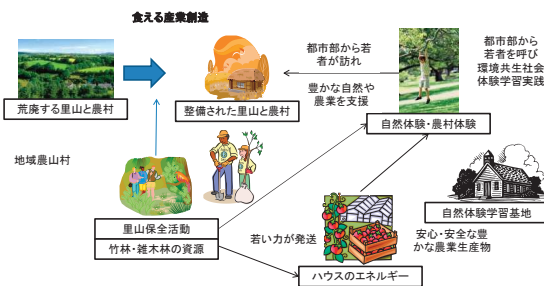 食える産業創造
都市部から若
者が訪れ
豊かな自然や
農業を支援
都市部から
若者を呼び
環境共生社会
体験学習実践
荒廃する里山と農村
整備された里山と農村
自然体験・農村体験
地域農山村
里山保全活動
竹林・雑木林の資源
若い力が発送
自然体験学習基地
安心・安全な豊
かな農業生産物
ハウスのエネルギー